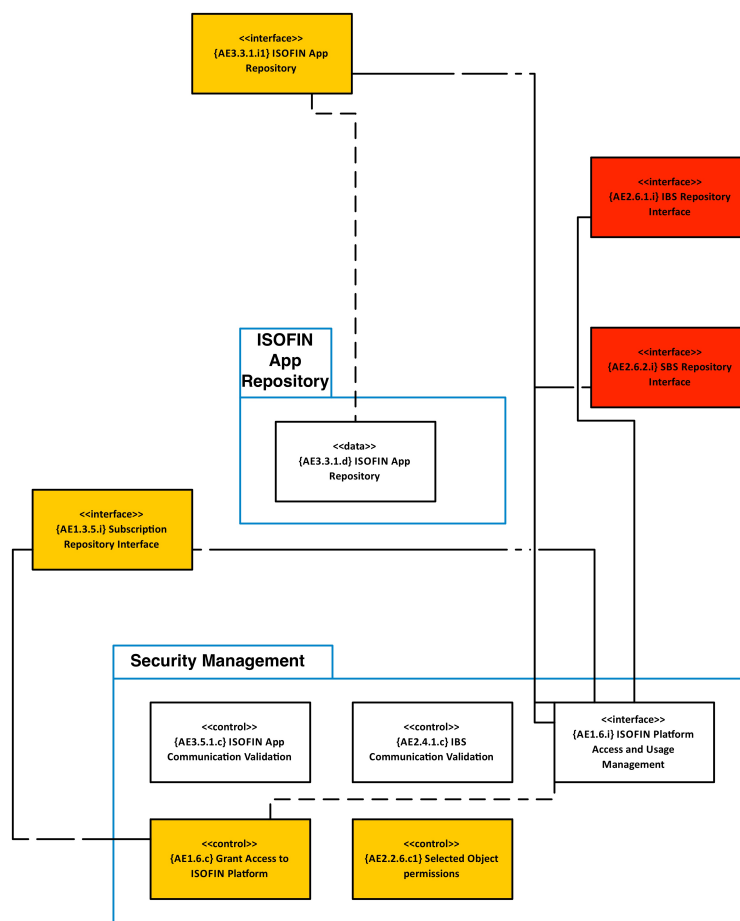 <<interface>>
{AE3.3.1.i1} ISOFIN App
Repository
<<interface>>
{AE2.6.1.i} IBS Repository
Interface
<<interface>>
{AE2.6.2.i} SBS Repository
Interface
ISOFIN
App
Repository
<<data>>
{AE3.3.1.d} ISOFIN App
Repository
<<interface>>
{AE1.3.5.i} Subscription
Repository Interface
Security Management
<<control>>
{AE3.5.1.c} ISOFIN App
Communication Validation
<<control>>
{AE2.4.1.c} IBS
Communication Validation
<<interface>>
{AE1.6.i} ISOFIN Platform
Access and Usage
Management
<<control>>
{AE1.6.c} Grant Access to
ISOFIN Platform
<<control>>
{AE2.2.6.c1} Selected Object
permissions